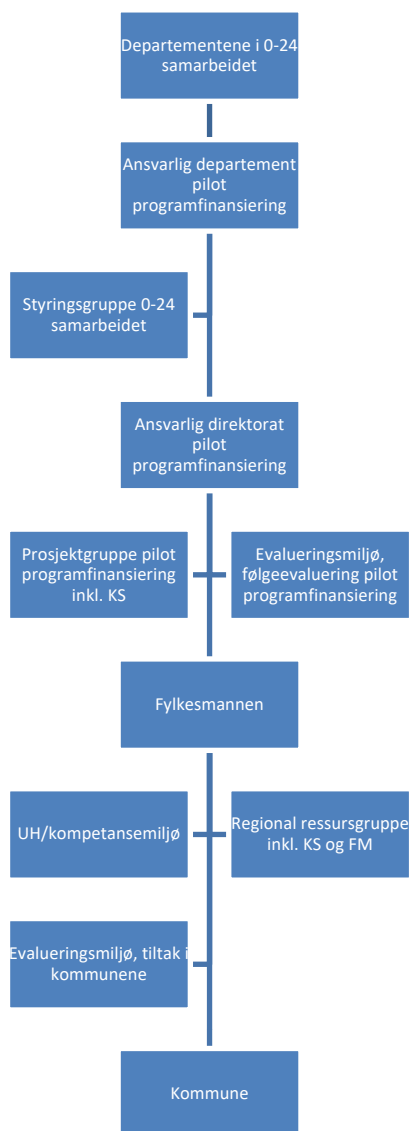 Departementene i 0-24
samarbeidet
Ansvarlig departement
pilot
programfinansiering
Styringsgruppe 0-24
samarbeidet
Ansvarlig direktorat
pilot
programfinansiering
Prosjektgruppe pilot
programfinansiering
inkl. KS
Evalueringsmiljø,
følgeevaluering pilot
programfinansiering
Fylkesmannen
UH/kompetansemiljø
Regional ressursgruppe
inkl. KS og FM
Evalueringsmiljø, tiltak i
kommunene
Kommune